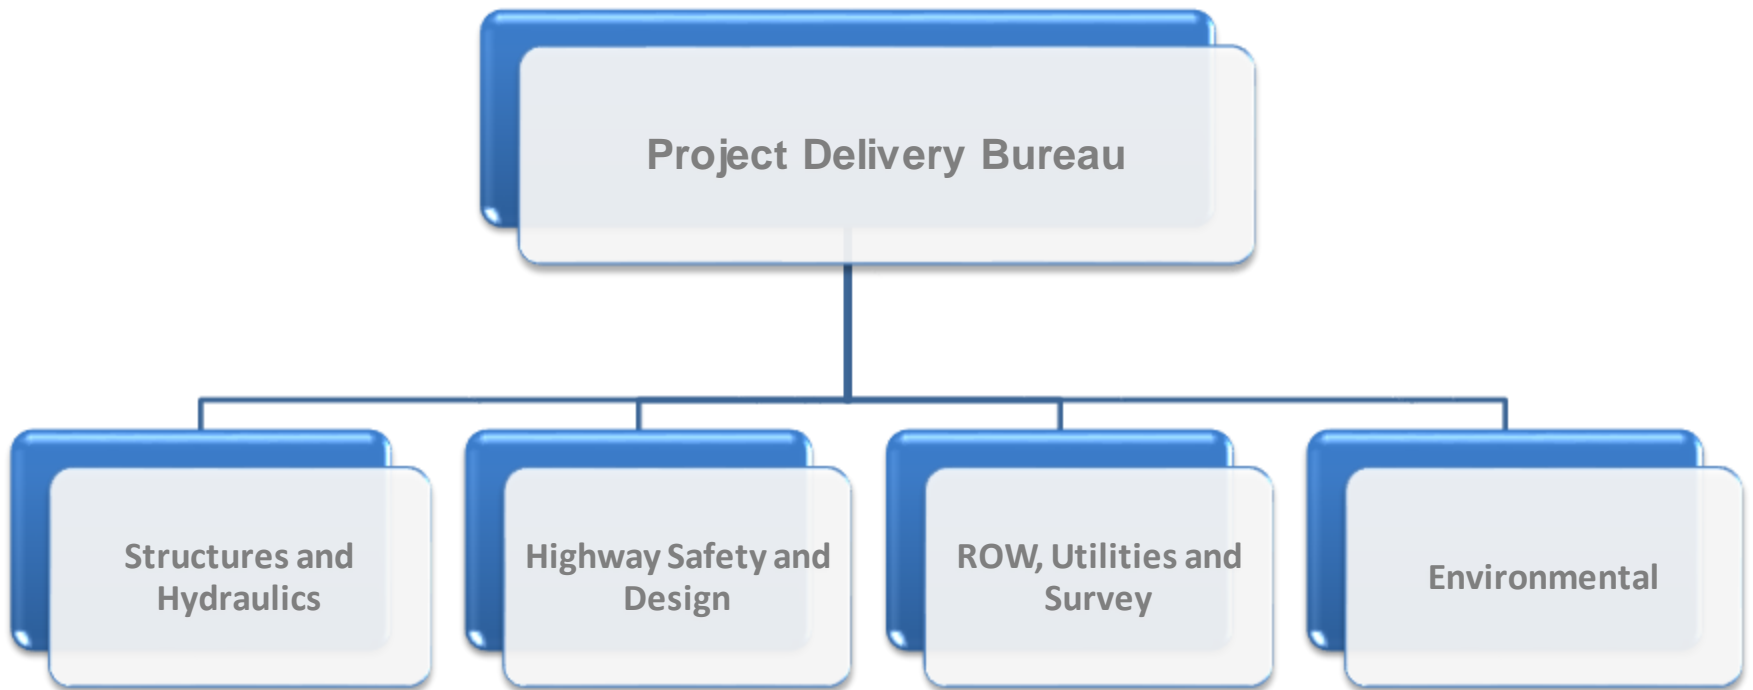 Project Delivery Bureau
Structures and
Hydraulics
Highway Safety and
Design
ROW, Utilities and
Survey
Environmental